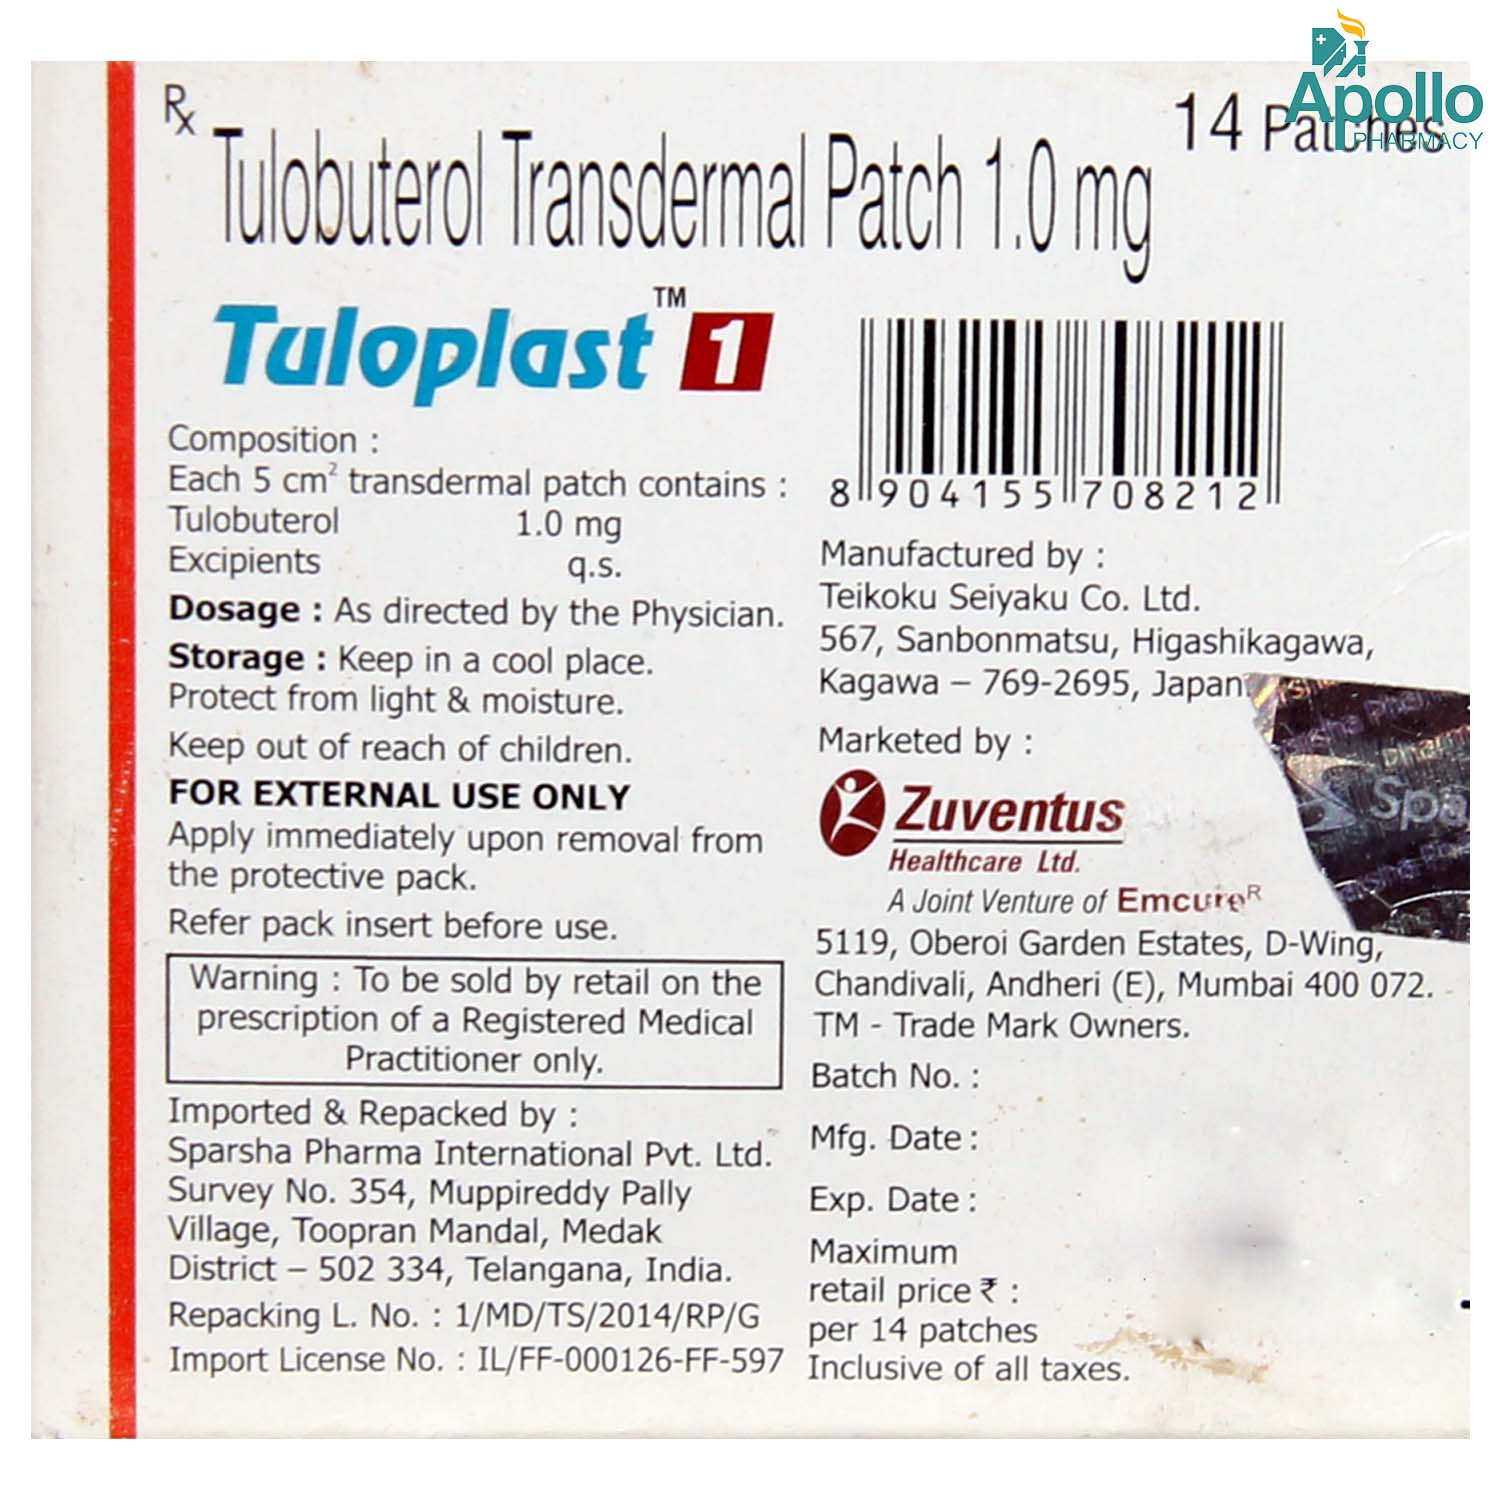 Apollo
PHARMACY
Rx
Tulobuterol Transdermal Patch 1.0 mg
14 Patches
Tuloplast™ 1
Composition :
Each 5 cm² transdermal patch contains :
Tulobuterol 1.0 mg
Excipients q.s.
Dosage : As directed by the Physician.
Storage : Keep in a cool place.
Protect from light & moisture.
Keep out of reach of children.
FOR EXTERNAL USE ONLY
Apply immediately upon removal from
the protective pack.
Refer pack insert before use.
Warning : To be sold by retail on the
prescription of a Registered Medical
Practitioner only.
Imported & Repacked by :
Sparsha Pharma International Pvt. Ltd.
Survey No. 354, Muppireddy Pally
Village, Toopran Mandal, Medak
District – 502 334, Telangana, India.
Repacking L. No. : 1/MD/TS/2014/RP/G
Import License No. : IL/FF-000126-FF-597
8 904155 708212
Manufactured by :
Teikoku Seiyaku Co. Ltd.
567, Sanbonmatsu, Higashikagawa,
Kagawa – 769-2695, Japan
Marketed by :
Zuventus
Healthcare Ltd.
A Joint Venture of Emcure R
5119, Oberoi Garden Estates, D-Wing,
Chandivali, Andheri (E), Mumbai 400 072.
TM - Trade Mark Owners.
Batch No. :
Mfg. Date :
Exp. Date :
Maximum
retail price ₹ :
per 14 patches
Inclusive of all taxes.